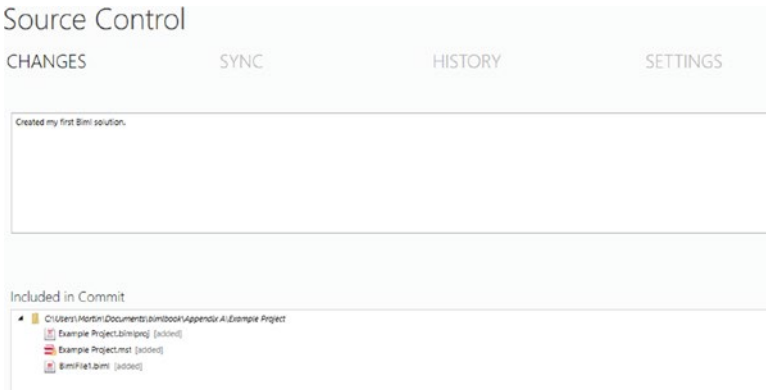 Source Control
CHANGES SYNC HISTORY SETTINGS
Created my first Biml solution.
Included in Commit
C:\Users\Martin\Documents\bimlbook\Appendix A\Example Project
Example Project.bimlproj [added]
Example Project.mst [added]
BimlFile1.biml [added]